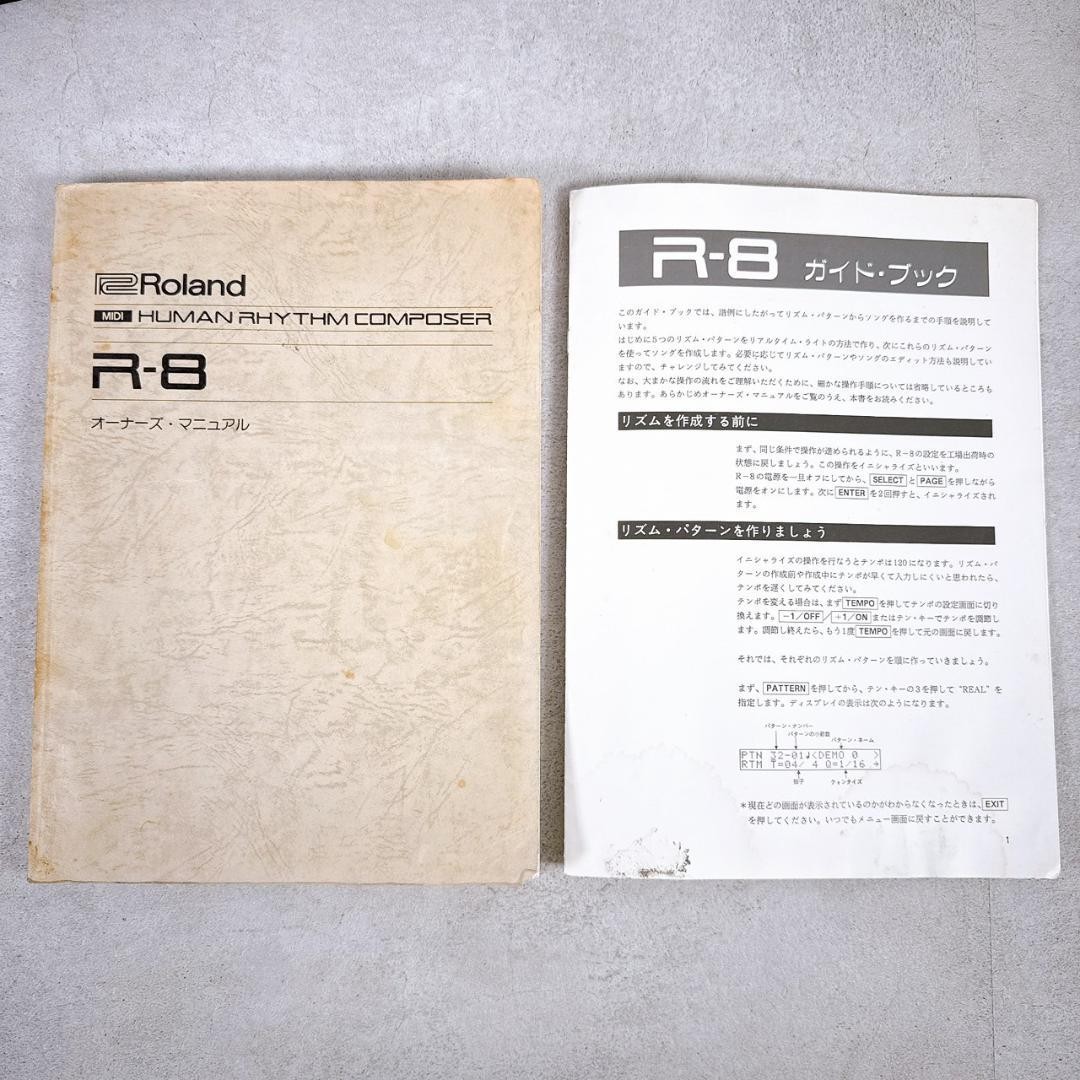 Roland
MIDI HUMAN RHYTHM COMPOSER
R-8
オーナーズ・マニュアル
R-8 ガイド・ブック
このガイド・ブックでは、譜例にしたがってリズム・パターンからソングを作るまでの手順を説明して
います。
はじめに5つのリズム・パターンをリアルタイム・ライトの方法で作り、次にこれらのリズム・パターン
を使ってソングを作成します。必要に応じてリズム・パターンやソングのエディット方法も説明してい
ますので、チャレンジしてみてください。
なお、大まかな操作の流れをご理解いただくために、細かな操作手順については省略しているところも
あります。あらかじめオーナーズ・マニュアルをご覧のうえ、本書をお読みください。
リズムを作成する前に
まず、同じ条件で操作が進められるように、R-8の設定を工場出荷時の
状態に戻しましょう。この操作をイニシャライズといいます。
R-8の電源を一旦オフにしてから、SELECTとPAGEを押しながら
電源をオンにします。次にENTERを2回押すと、イニシャライズされ
ます。
リズム・パターンを作りましょう
イニシャライズの操作を行なうとテンポは120になります。リズム・パ
ターンの作成前や作成中にテンポが早くて入力しにくいと思われたら、
テンポを遅くしてみてください。
テンポを変える場合は、まずTEMPOを押してテンポの設定画面に切り
換えます。-1/OFF/+1/ONまたはテン・キーでテンポを調節し
ます。調節し終えたら、もう1度TEMPOを押して元の画面に戻します。
それでは、それぞれのリズム・パターンを順に作っていきましょう。
まず、PATTERNを押してから、テン・キーの3を押して“REAL”を
指定します。ディスプレイの表示は次のようになります。
パターン・ナンバー
パターンの小節数
パターン・ネーム
PTN 32-01♩<DEMO 0 >
RTM T=04/ 4 Q=1/16 →
拍子
クォンタイズ
*現在どの画面が表示されているのかがわからなくなったときは、EXIT
を押してください。いつでもメニュー画面に戻すことができます。
1